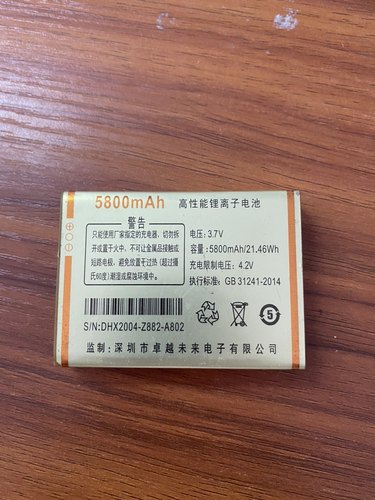 5800mAh 高性能锂离子电池
警告
只能使用厂家指定的充电器,切勿拆
开或置于火中,不可让金属品接触或
短路电极,避免放置于过热(超过摄
氏60度)潮湿或腐蚀环境中。
电压: 3.7V
容量:5800mAh/21.46Wh
充电限制电压: 4.2V
执行标准: GB 31241-2014
S/N:DHX2004-Z882-A802
5
监制:深圳市卓越未来电子有限公司